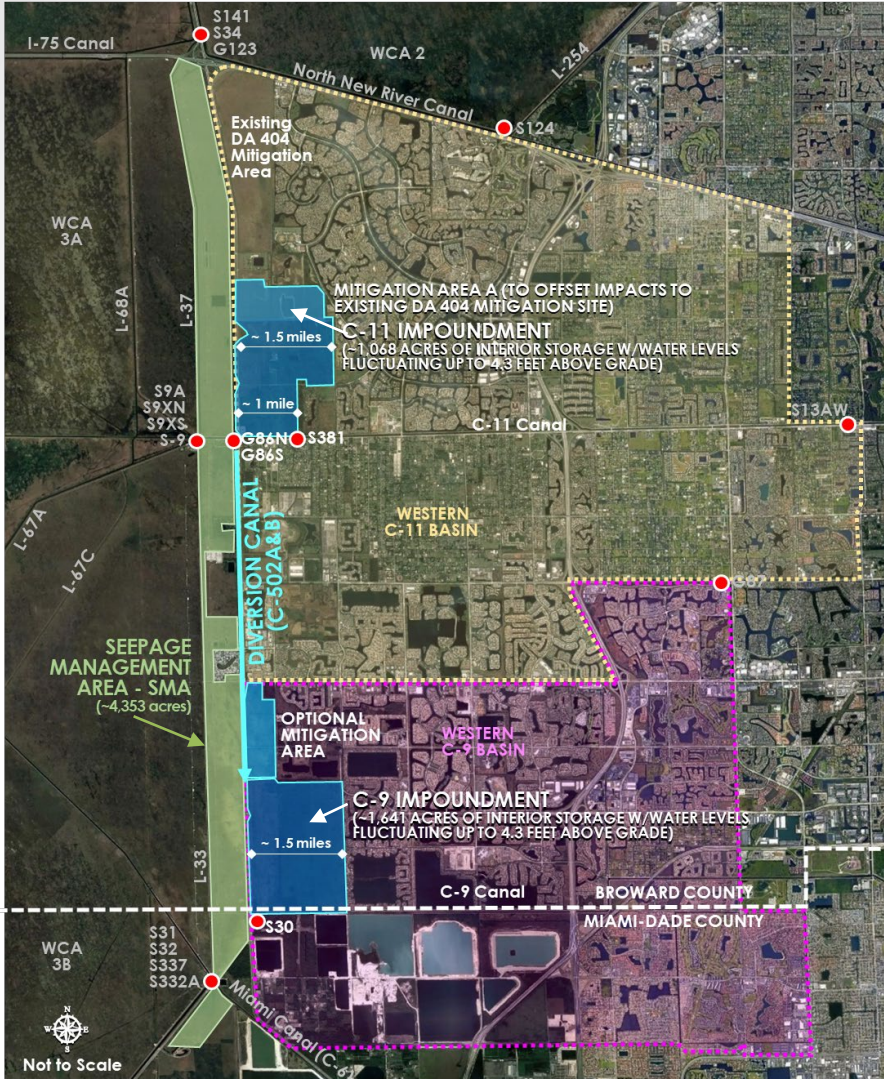 S141
S34
G123
I-75 Canal
WCA 2
L-254
North New River Canal
S124
Existing
DA 404
Mitigation
Area
WCA
3A
L-68A
L-37
MITIGATION AREA A (TO OFFSET IMPACTS TO
EXISTING DA 404 MITIGATION SITE)
C-11 IMPOUNDMENT
(~1,068 ACRES OF INTERIOR STORAGE W/WATER LEVELS
FLUCTUATING UP TO 4.3 FEET ABOVE GRADE)
~ 1.5 miles
~ 1 mile
S9A
S9XN
S9XS
S-9
G86N
G86S
S381
C-11 Canal
S13AW
L-67A
L-67C
DIVERSION CANAL
(C-502A&B)
WESTERN
C-11 BASIN
SEEPAGE
MANAGEMENT
AREA - SMA
(~4,353 acres)
OPTIONAL
MITIGATION
AREA
WESTERN
C-9 BASIN
C-9 IMPOUNDMENT
(~1,641 ACRES OF INTERIOR STORAGE W/WATER LEVELS
FLUCTUATING UP TO 4.3 FEET ABOVE GRADE)
~ 1.5 miles
L-33
C-9 Canal
BROWARD COUNTY
MIAMI-DADE COUNTY
S30
WCA
3B
S31
S32
S337
S332A
Miami Canal (C-6)
N
W
E
S
Not to Scale